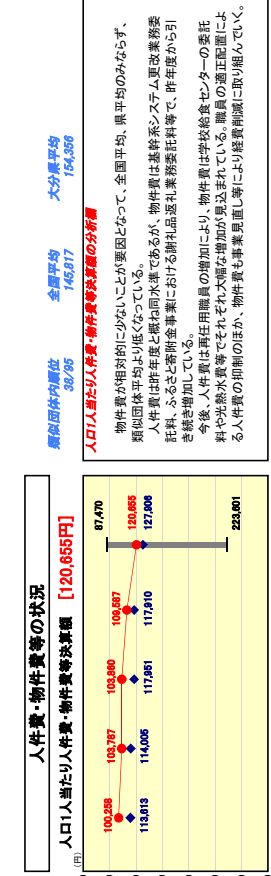 人件費・物件費等の状況
人口1人当たり人件費・物件費等決算額 [120,655円]
(円)
87,470
100,258
103,787
103,860
109,587
120,655
127,906
113,613
114,005
117,951
117,910
223,601
類似団体内順位 全国平均 大分県平均
38/95 145,817 154,356
人口1人当たり人件費・物件費等決算額の分析欄
物件費が相対的に少ないことが要因となって、全国平均、県平均のみならず、
類似団体平均より低くなっている。
人件費は昨年度と概ね同水準であるが、物件費は基幹系システム更改業務委
託料、ふるさと寄附金事業における謝礼品返礼業務委託料等で、昨年度から引
き続き増加している。
今後、人件費は再任用職員の増加により、物件費は学校給食センターの委託
料や光熱水費等でそれぞれ大幅な増加が見込まれている。職員の適正配置によ
る人件費の抑制のほか、物件費も事業見直し等により経費削減に取り組んでいく。